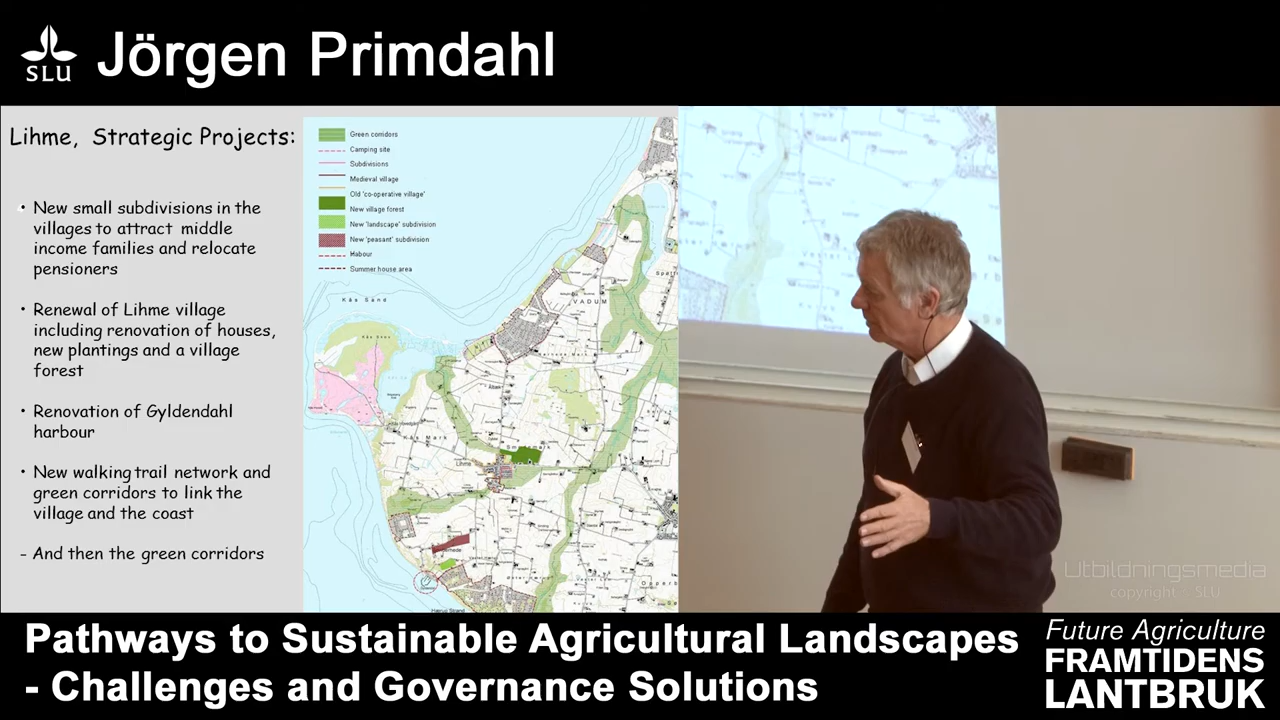 SLU
Jörgen Primdahl
Lihme, Strategic Projects:
• New small subdivisions in the
villages to attract middle
income families and relocate
pensioners
• Renewal of Lihme village
including renovation of houses,
new plantings and a village
forest
• Renovation of Gyldendahl
harbour
• New walking trail network and
green corridors to link the
village and the coast
- And then the green corridors
Green corridors
Camping site
Subdivisions
Medieval village
Old 'co-operative village'
New village forest
New 'landscape' subdivision
New 'peasant' subdivision
Habour
Summer house area
Kås Sand
VADUM
Kås Mark
Lihme
Utbildningsmedia
copyright - SLU
Pathways to Sustainable Agricultural Landscapes
- Challenges and Governance Solutions
Future Agriculture
FRAMTIDENS
LANTBRUK